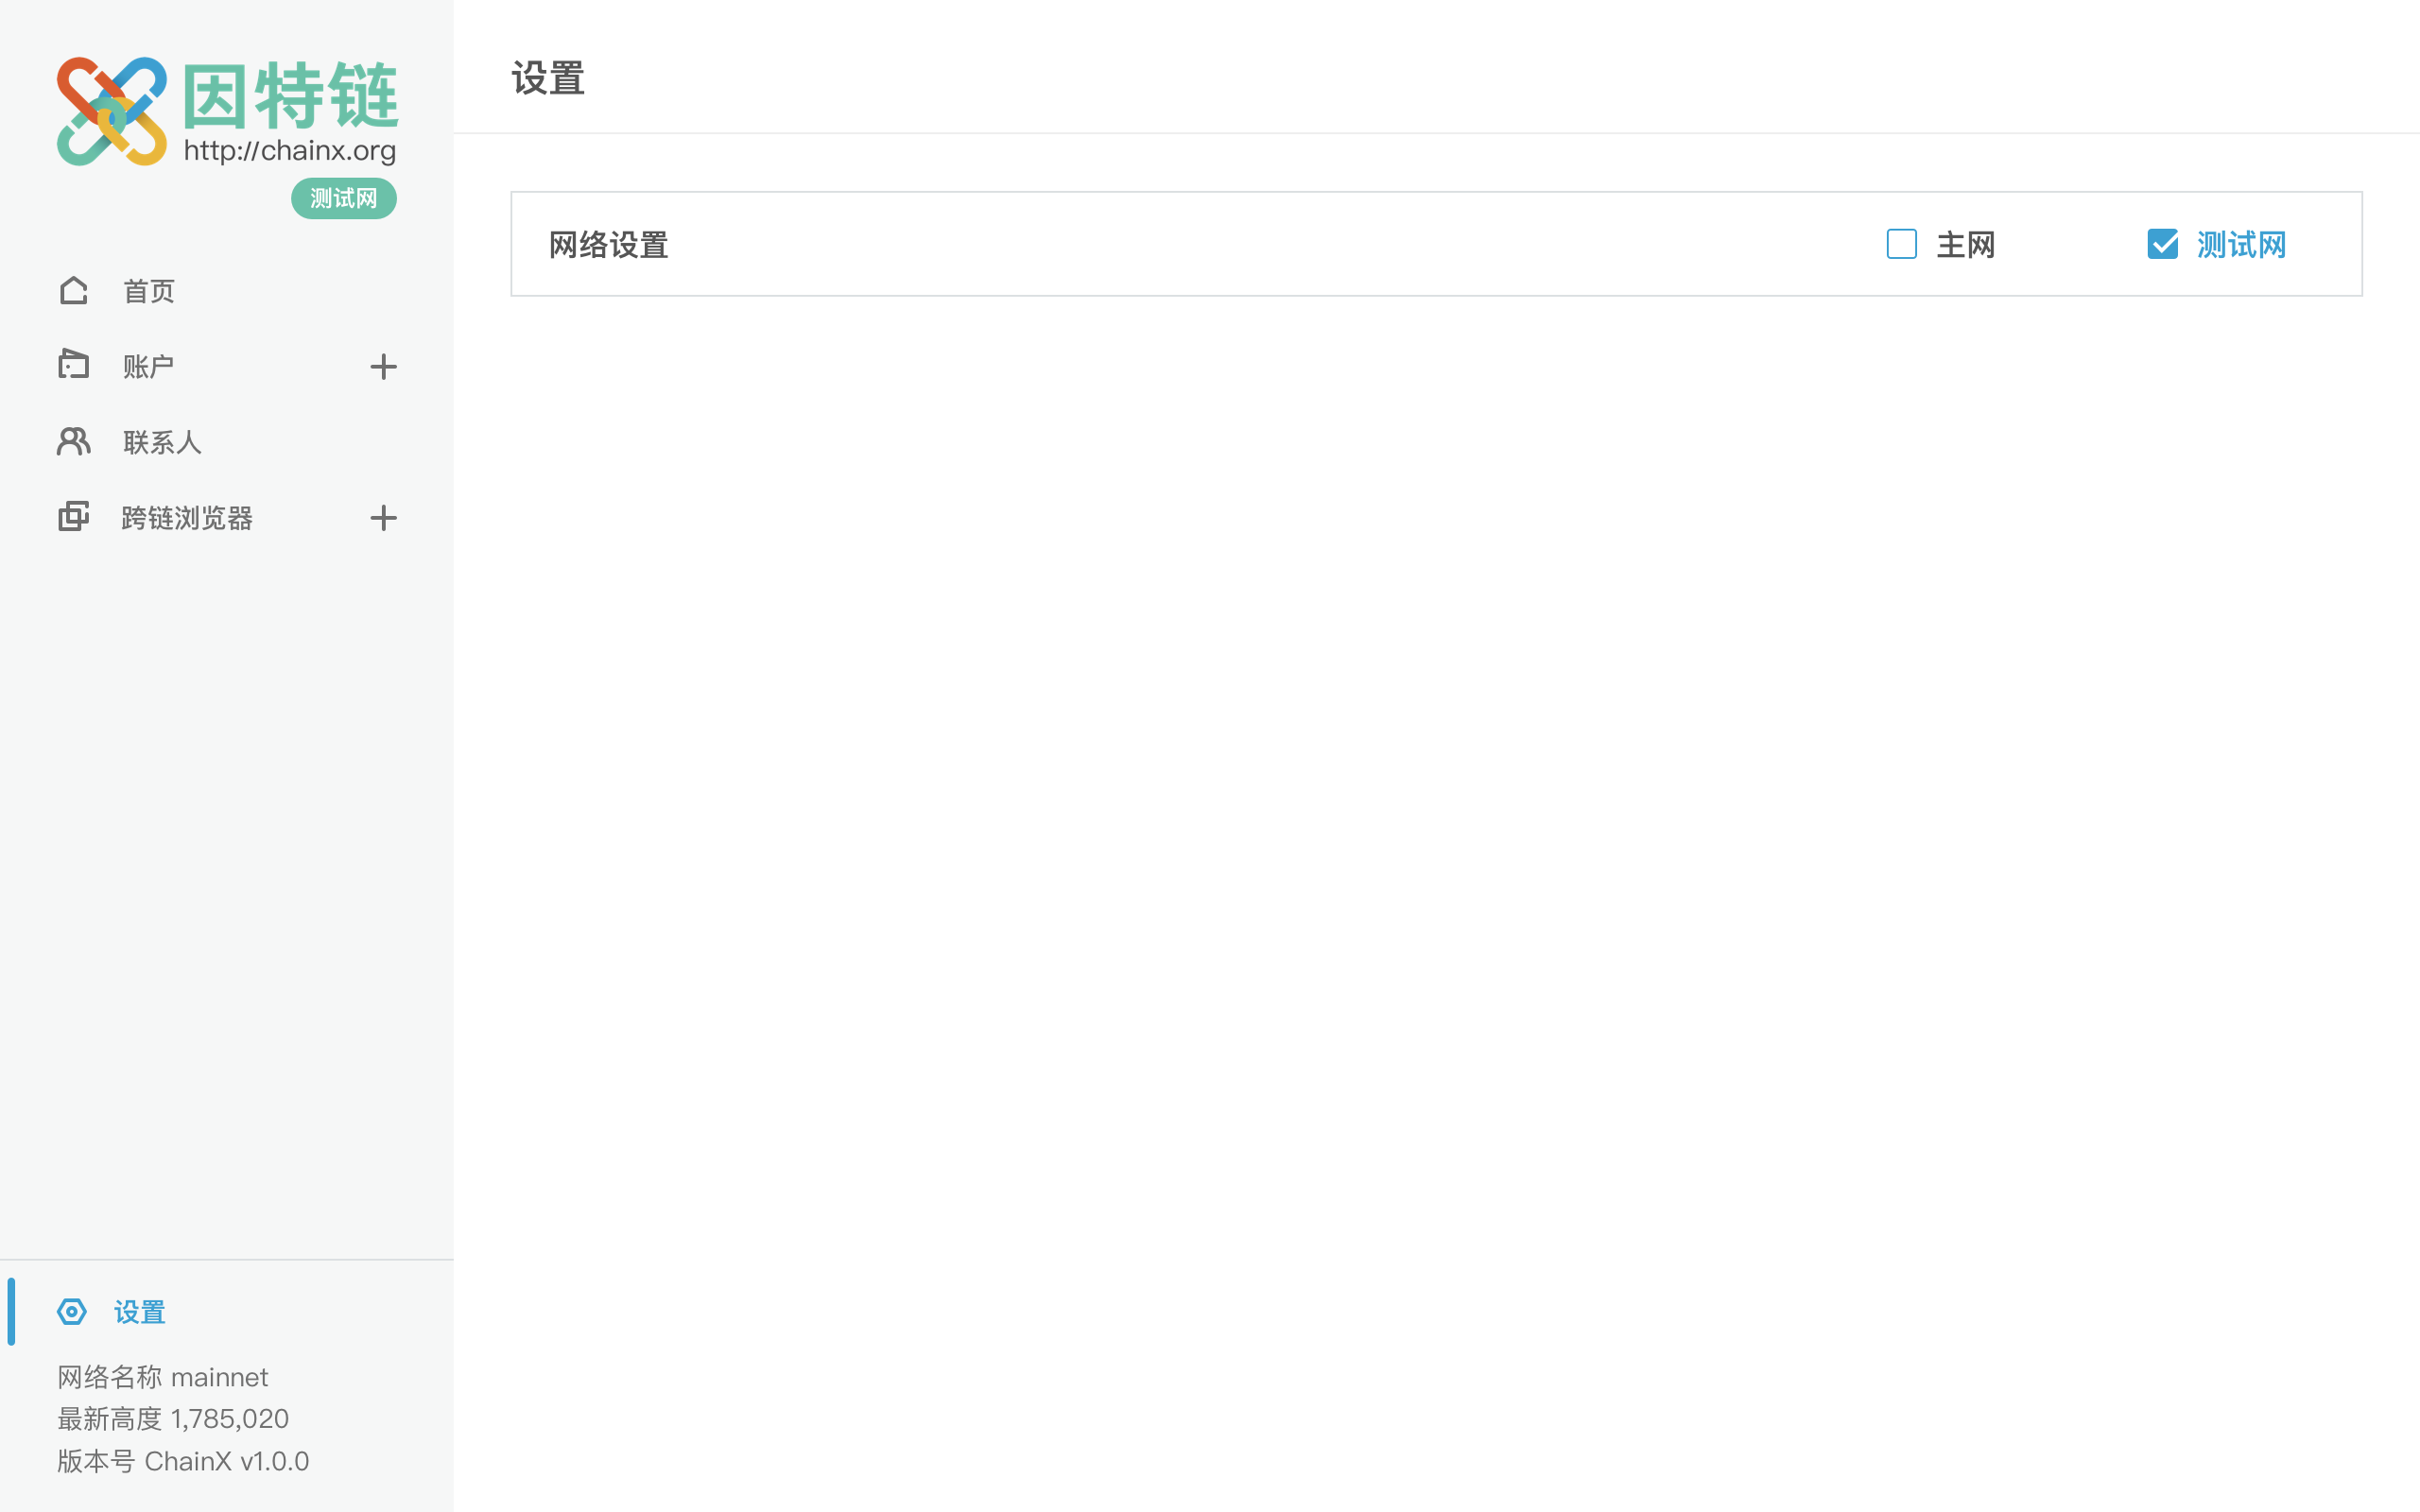 因特链
http://chainx.org
测试网
首页
账户
联系人
跨链浏览器
设置
网络名称 mainnet
最新高度 1,785,020
版本号 ChainX v1.0.0
设置
网络设置
主网
测试网